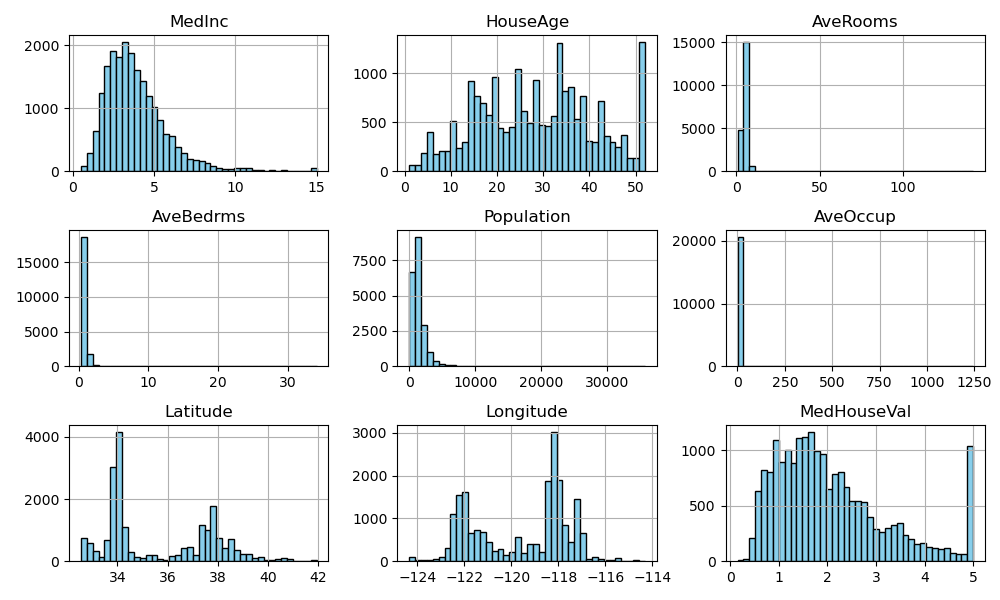 MedInc HouseAge AveRooms
2000 1000 0
0 5 10 15
1000 500 0
0 10 20 30 40 50
15000 10000 5000 0
0 50 100
AveBedrms Population AveOccup
15000 10000 5000 0
0 10 20 30
7500 5000 2500 0
0 10000 20000 30000
20000 10000 0
0 250 500 750 1000 1250
Latitude Longitude MedHouseVal
4000 2000 0
34 36 38 40 42
3000 2000 1000 0
−124 −122 −120 −118 −116 −114
1000 500 0
0 1 2 3 4 5